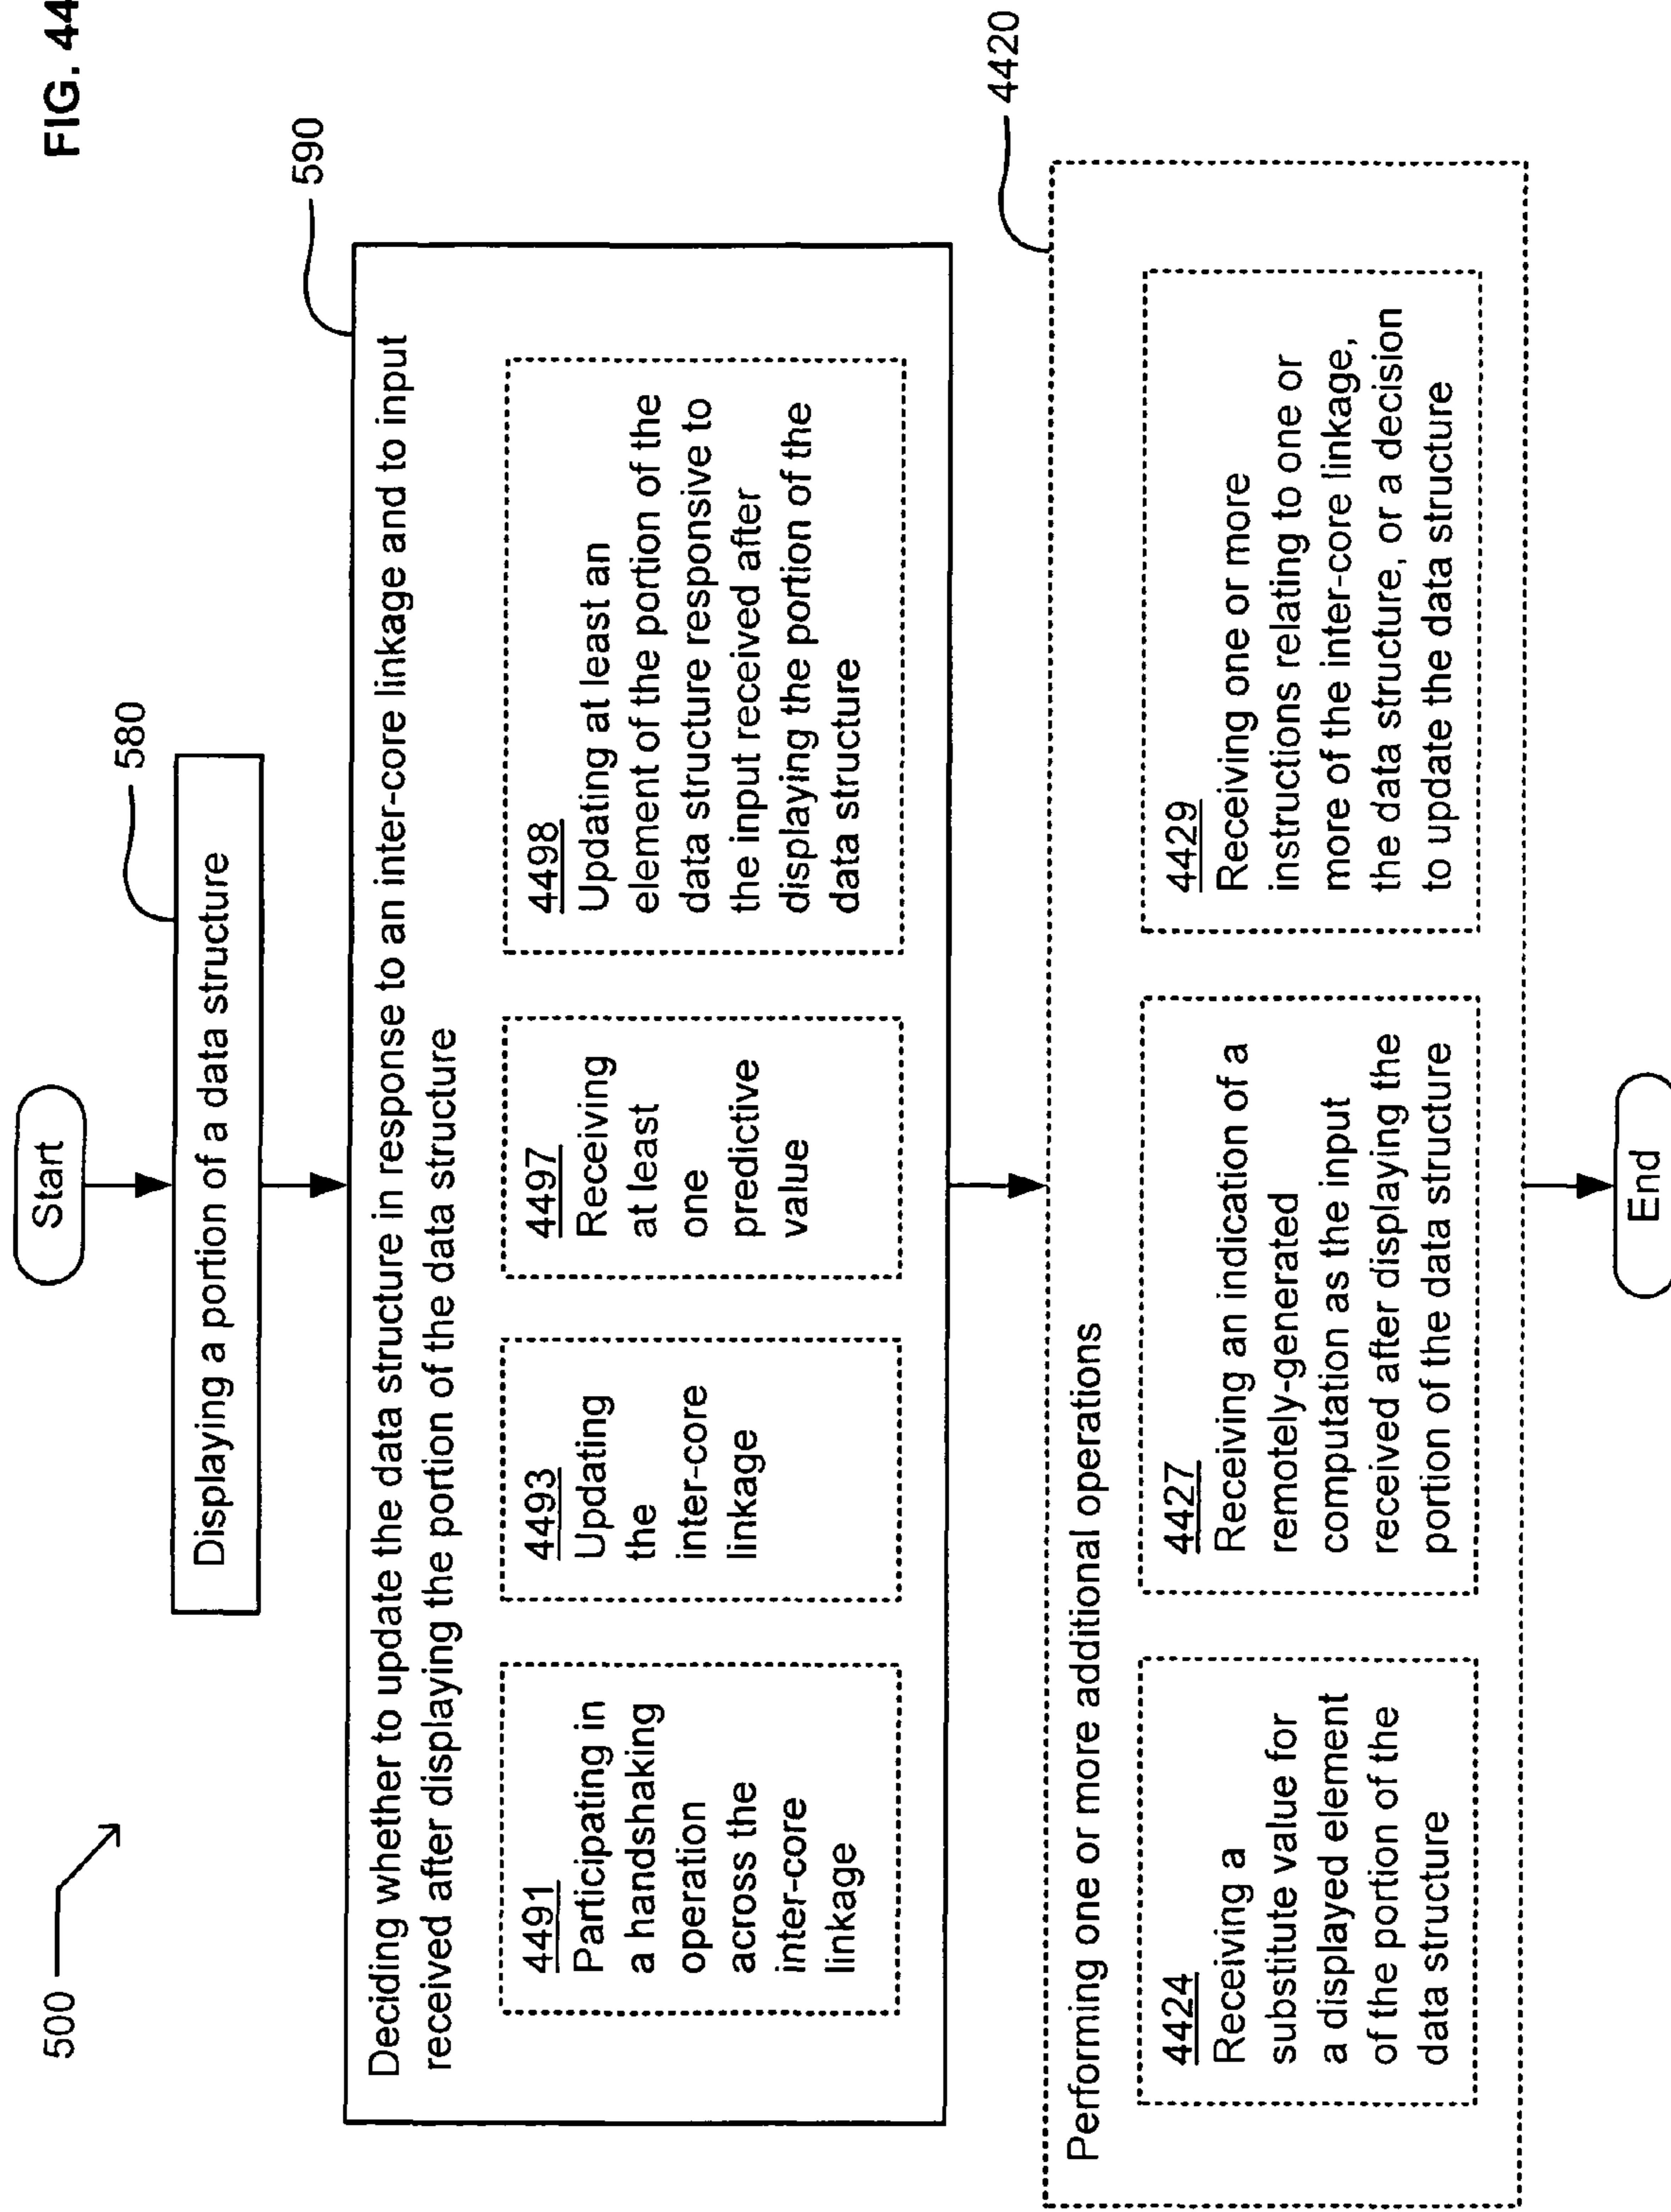 FIG. 44
500
Start
580
Displaying a portion of a data structure
590
Deciding whether to update the data structure in response to an inter-core linkage and to input
received after displaying the portion of the data structure
4491
Participating in
a handshaking
operation
across the
inter-core
linkage
4493
Updating
the
inter-core
linkage
4497
Receiving
at least
one
predictive
value
4498
Updating at least an
element of the portion of the
data structure responsive to
the input received after
displaying the portion of the
data structure
4420
Performing one or more additional operations
4424
Receiving a
substitute value for
a displayed element
of the portion of the
data structure
4427
Receiving an indication of a
remotely-generated
computation as the input
received after displaying the
portion of the data structure
4429
Receiving one or more
instructions relating to one or
more of the inter-core linkage,
the data structure, or a decision
to update the data structure
End